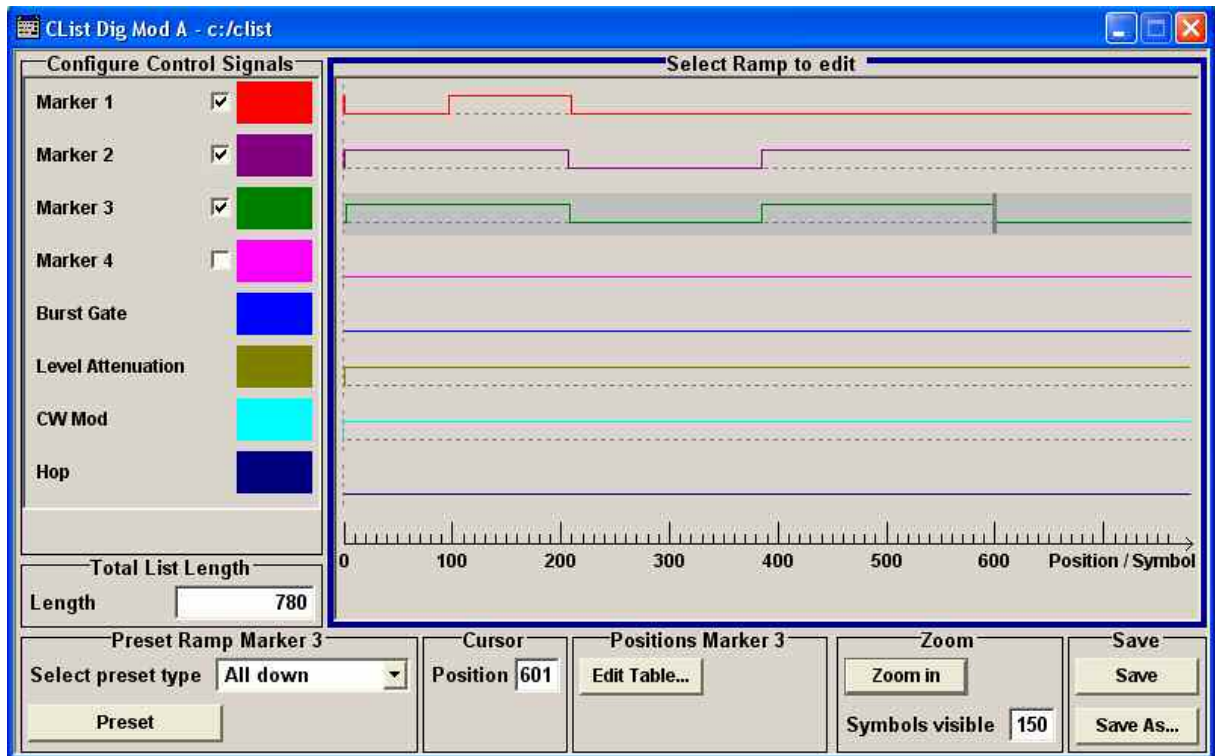 CList Dig Mod A - c:/clist
Configure Control Signals
Marker 1
Marker 2
Marker 3
Marker 4
Burst Gate
Level Attenuation
CW Mod
Hop
Total List Length
Length 780
Select Ramp to edit
0 100 200 300 400 500 600 Position / Symbol
Preset Ramp Marker 3
Select preset type All down
Preset
Cursor
Position 601
Positions Marker 3
Edit Table...
Zoom
Zoom in
Symbols visible 150
Save
Save
Save As...